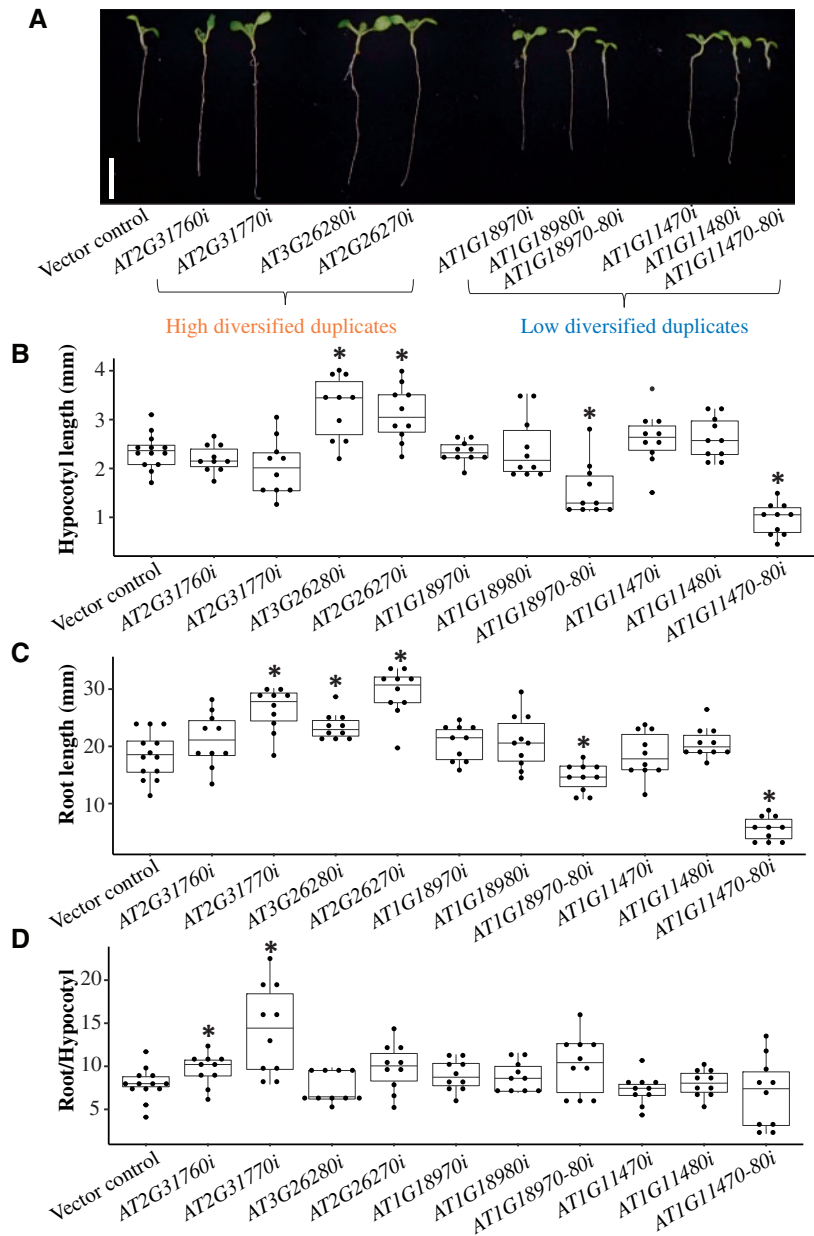 A
Vector control
AT2G31760i
AT2G31770i
AT3G26280i
AT2G26270i
AT1G18970i
AT1G18980i
AT1G18970-80i
AT1G11470i
AT1G11480i
AT1G11470-80i
High diversified duplicates
Low diversified duplicates
B
Hypocotyl length (mm)
4
3
2
1
* * * *
Vector control
AT2G31760i
AT2G31770i
AT3G26280i
AT2G26270i
AT1G18970i
AT1G18980i
AT1G18970-80i
AT1G11470i
AT1G11480i
AT1G11470-80i
C
Root length (mm)
30
20
10
* * * * *
Vector control
AT2G31760i
AT2G31770i
AT3G26280i
AT2G26270i
AT1G18970i
AT1G18980i
AT1G18970-80i
AT1G11470i
AT1G11480i
AT1G11470-80i
D
Root/Hypocotyl
20
15
10
5
* *
Vector control
AT2G31760i
AT2G31770i
AT3G26280i
AT2G26270i
AT1G18970i
AT1G18980i
AT1G18970-80i
AT1G11470i
AT1G11480i
AT1G11470-80i